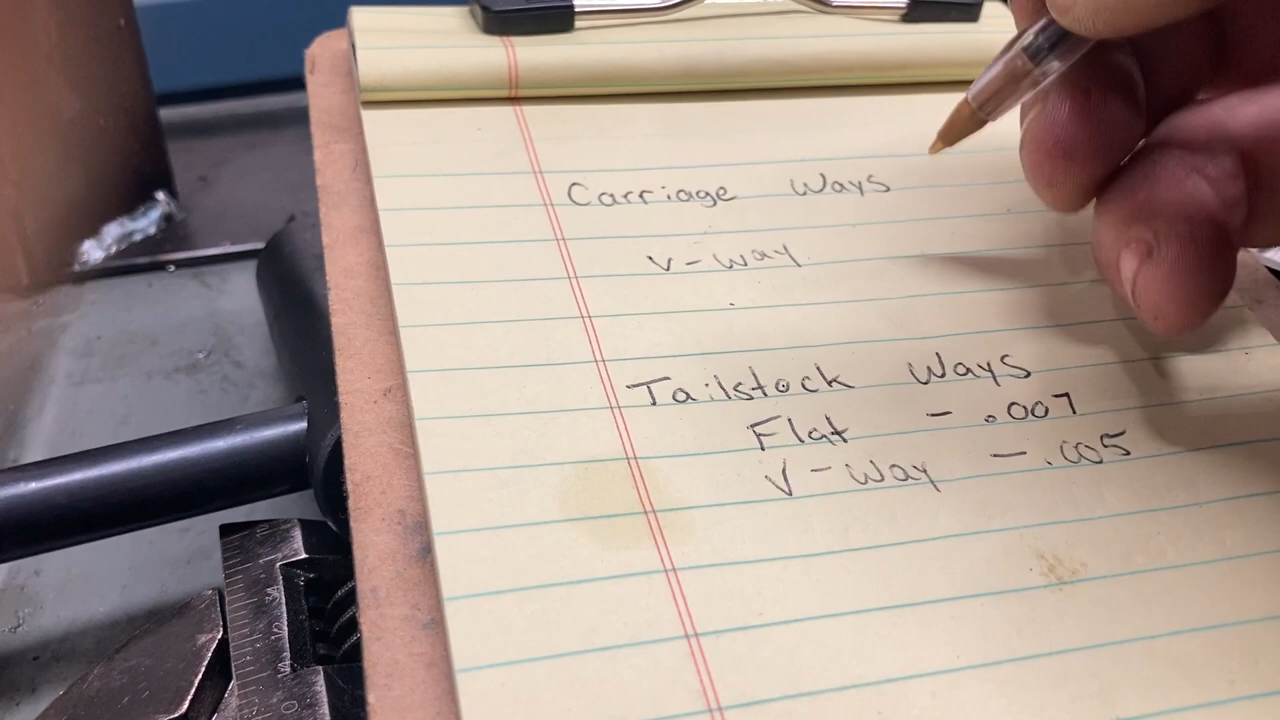 Carriage Ways
V-Way
Tailstock Ways
Flat - .007
V-Way - .005